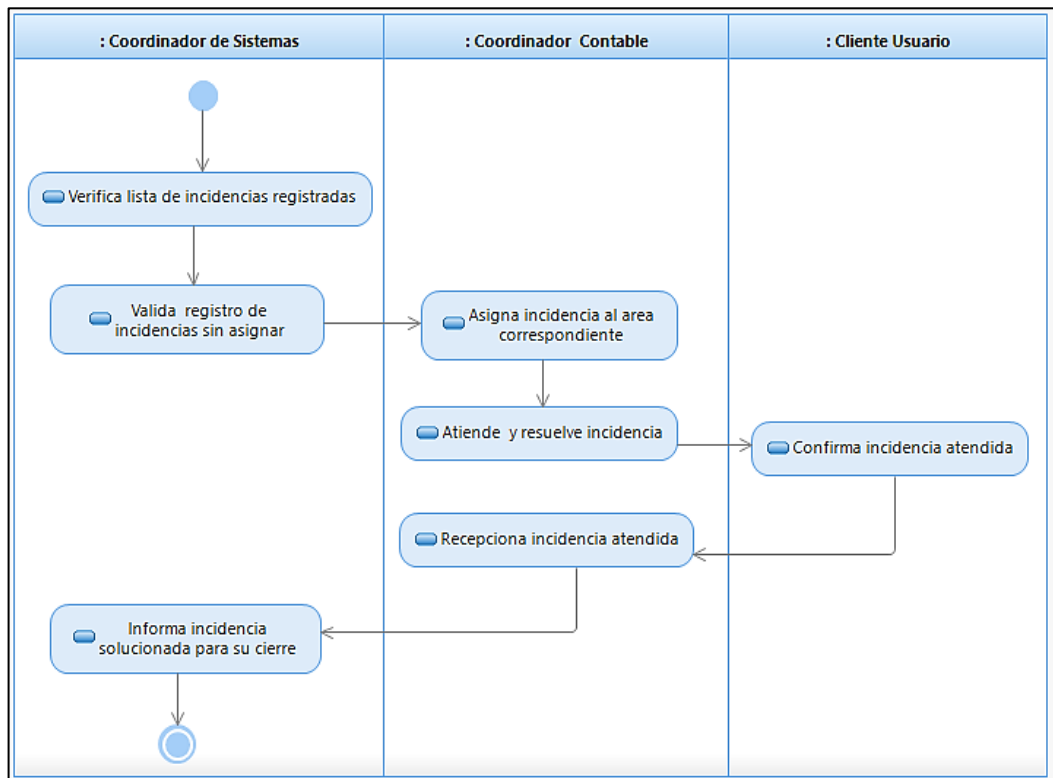 : Coordinador de Sistemas
: Coordinador Contable
: Cliente Usuario
Verifica lista de incidencias registradas
Valida registro de
incidencias sin asignar
Asigna incidencia al area
correspondiente
Atiende y resuelve incidencia
Confirma incidencia atendida
Recepciona incidencia atendida
Informa incidencia
solucionada para su cierre